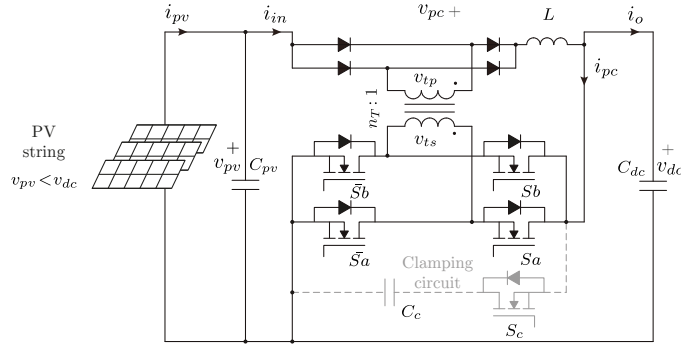 i_pv
i_in
v_pc +
L
i_o
i_pc
v_tp
n_T : 1
v_ts
PV
string
v_pv < v_dc
+
v_pv
C_pv
S̄b
Sb
S̄a
Sa
C_dc
+
v_dc
Clamping
circuit
C_c
S_c